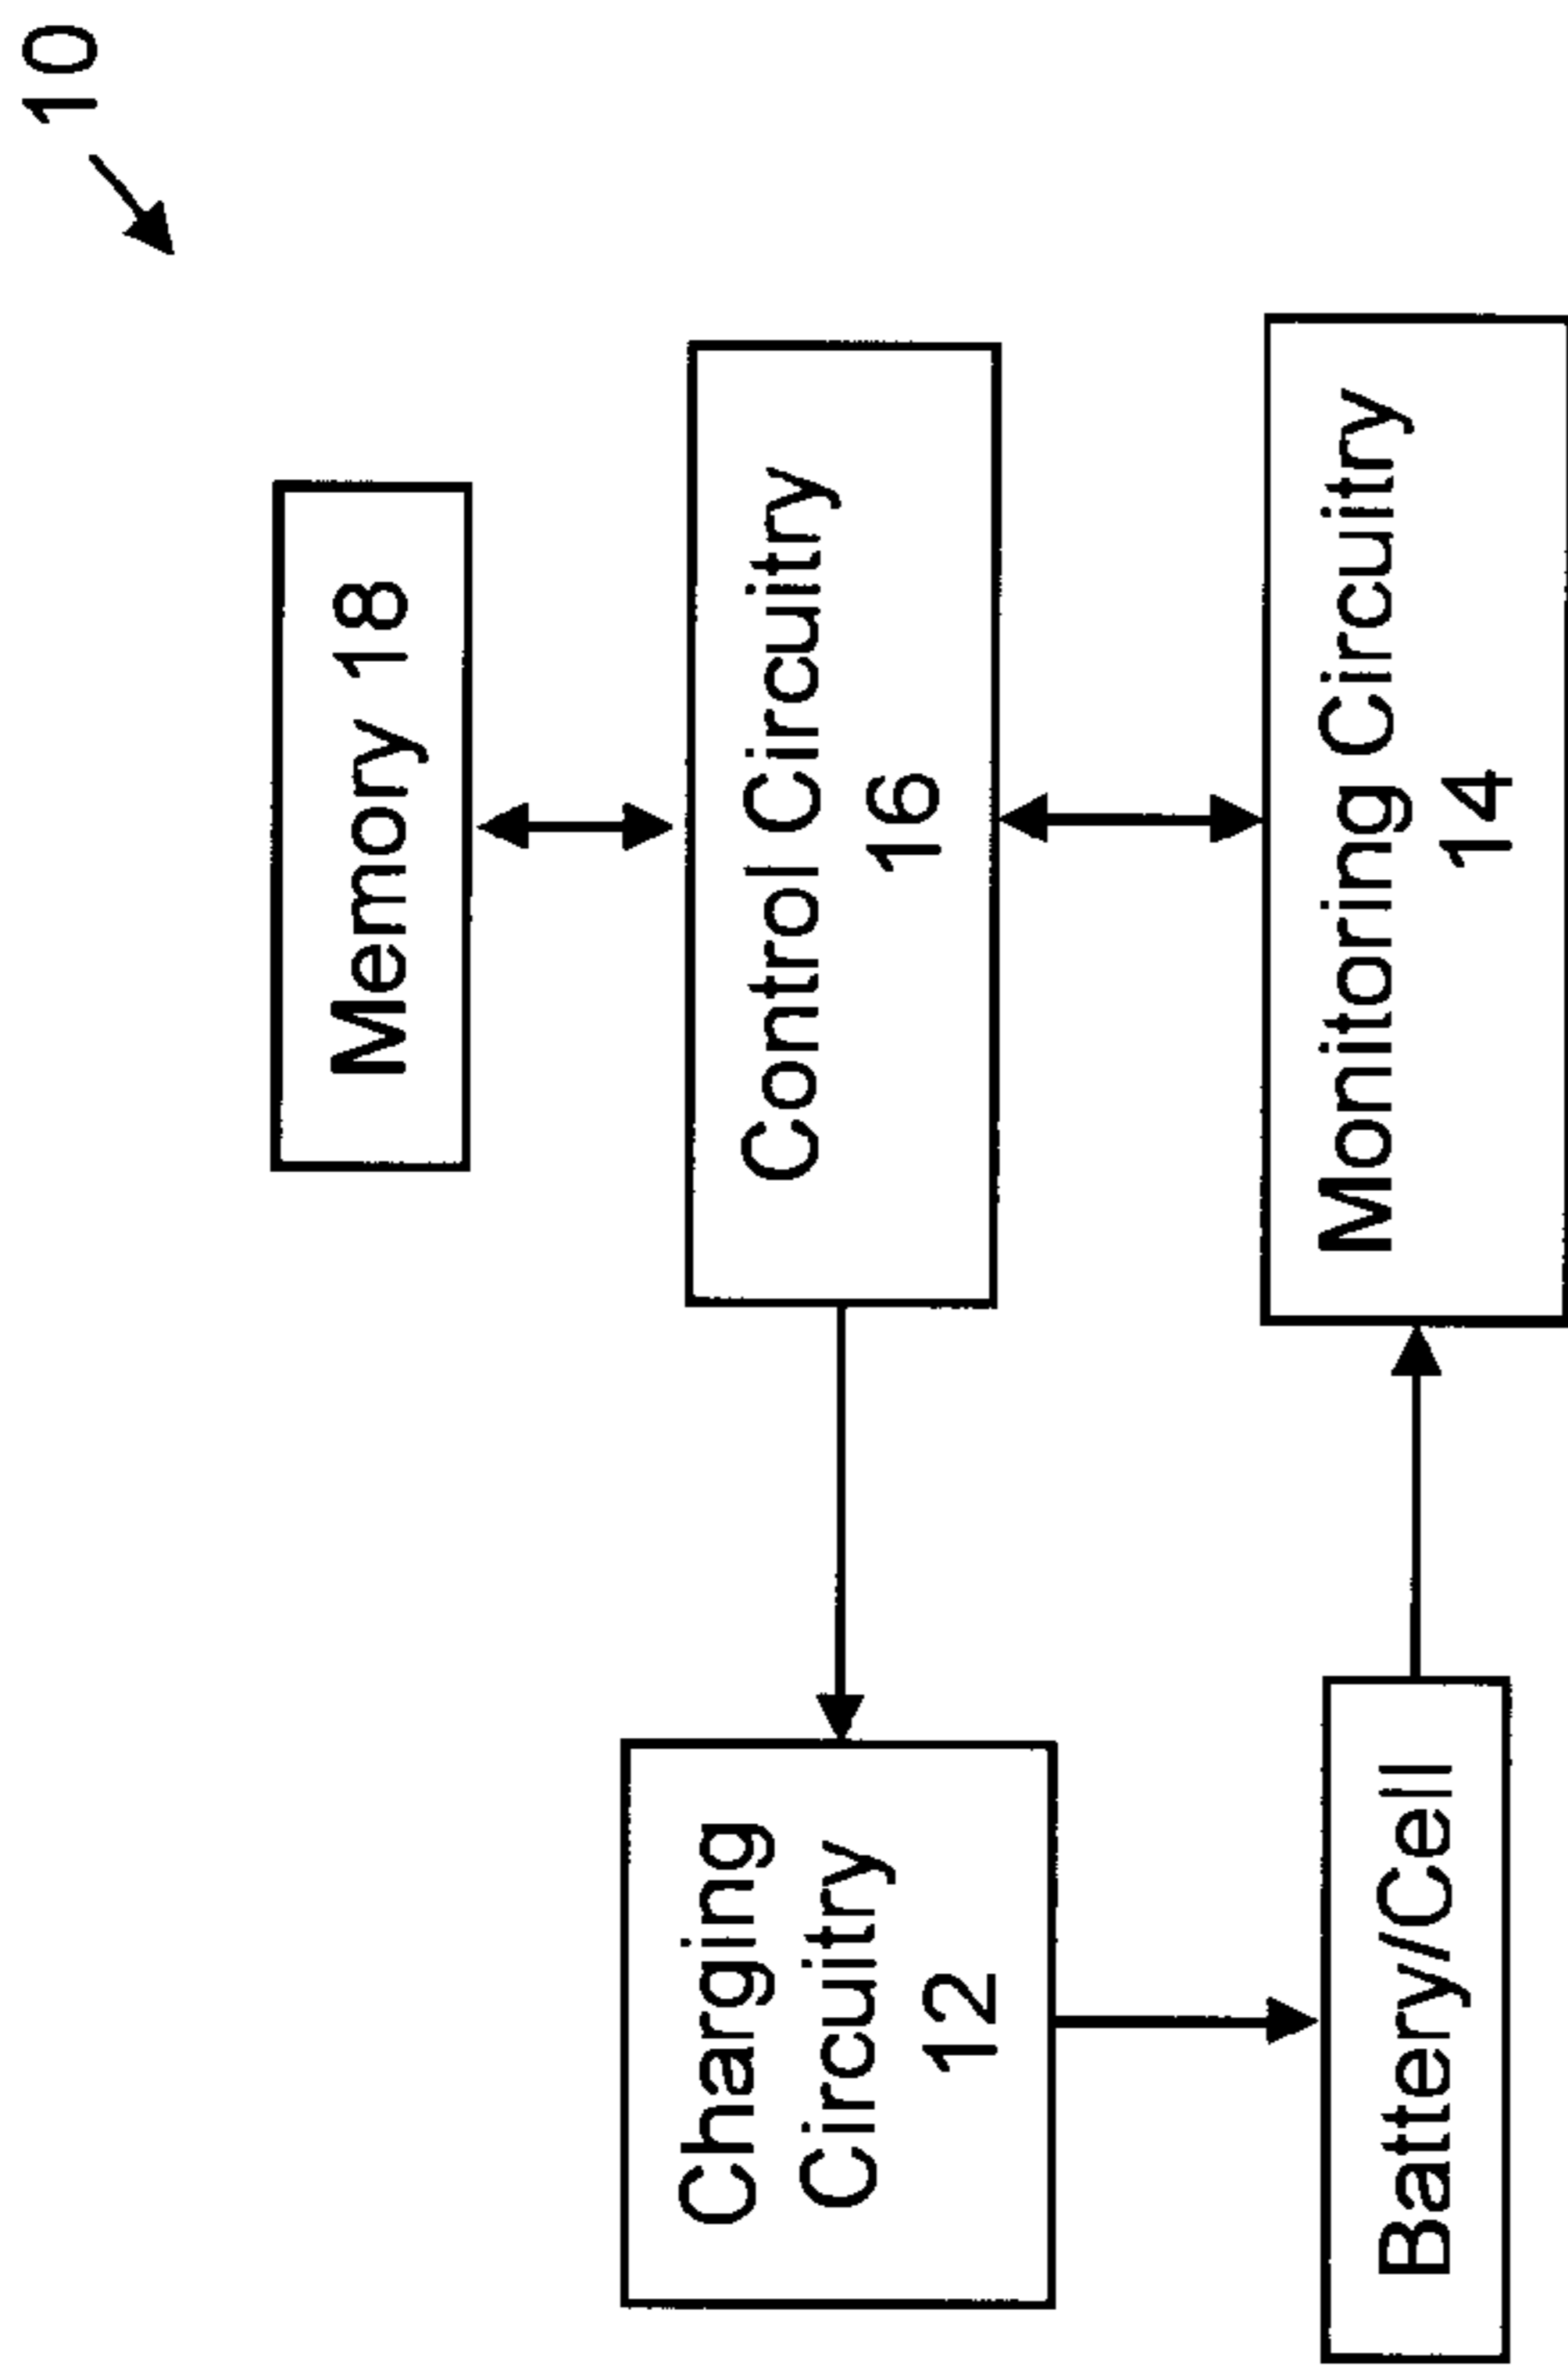 10
Memory 18
Control Circuitry
16
Charging
Circuitry
12
Monitoring Circuitry
14
Battery//Cell